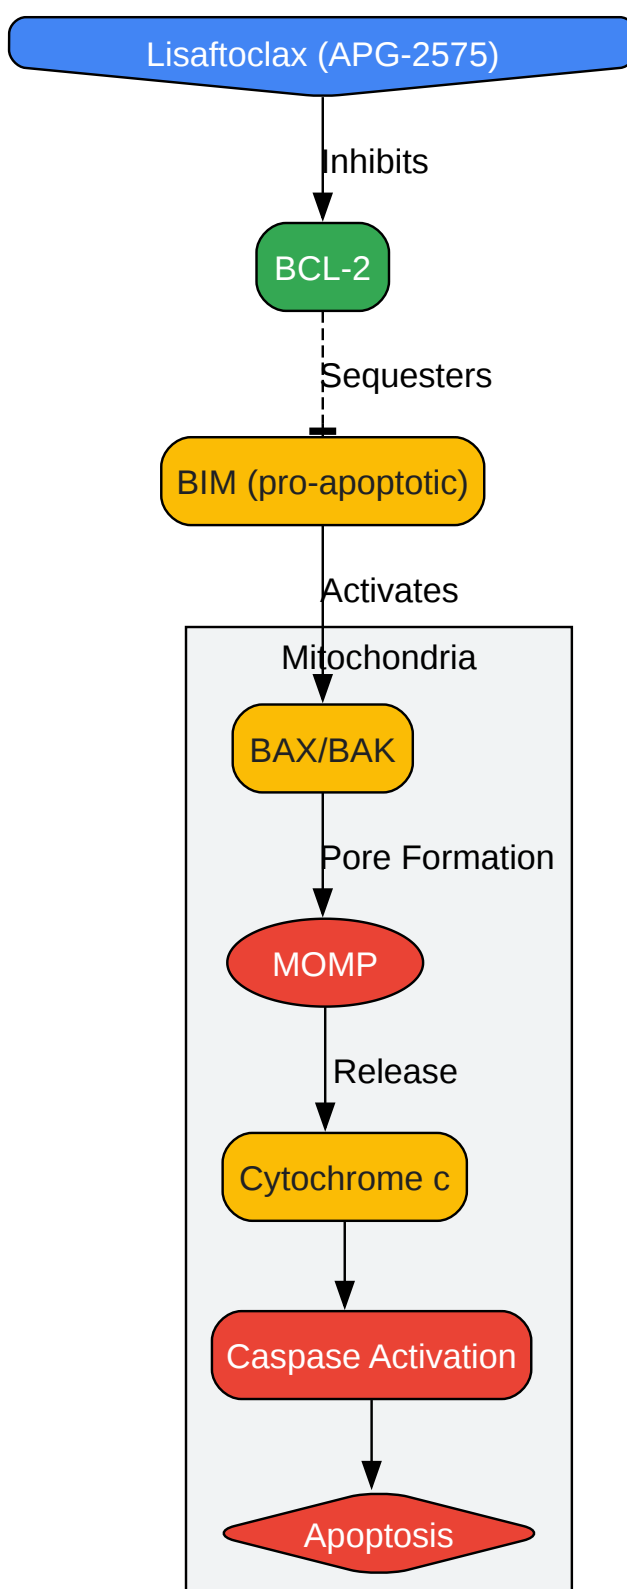 Lisaftoclax (APG-2575)
Inhibits
BCL-2
Sequesters
BIM (pro-apoptotic)
Activates
Mitochondria
BAX/BAK
Pore Formation
MOMP
Release
Cytochrome c
Caspase Activation
Apoptosis